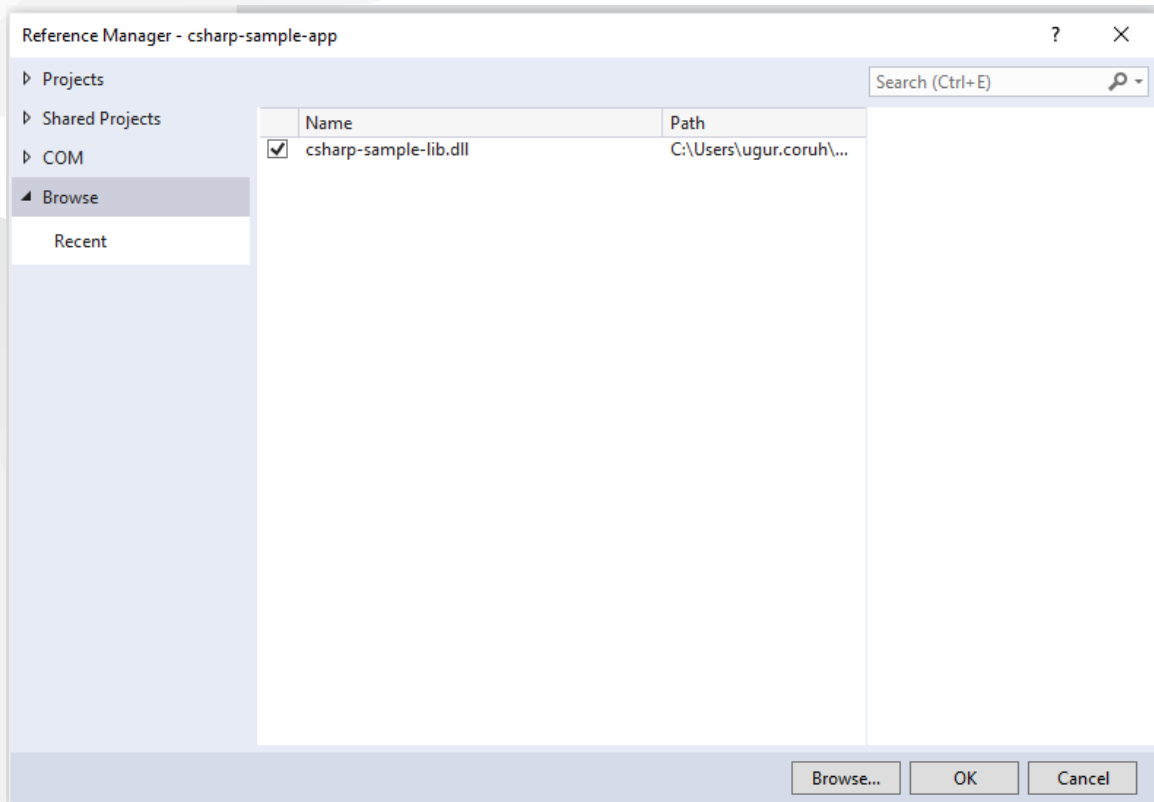 Reference Manager - csharp-sample-app ?
Projects
Search (Ctrl+E)
Shared Projects
COM
Browse
Recent
Name Path
csharp-sample-lib.dll C:\Users\ugur.coruh\...
Browse... OK Cancel